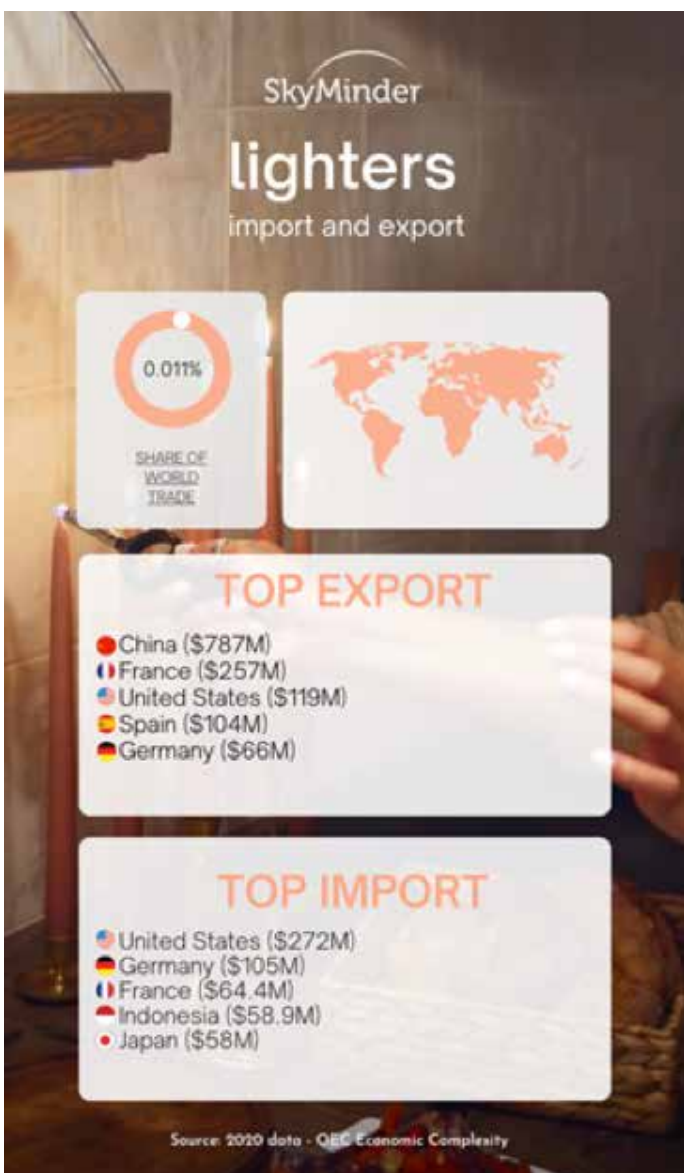 SkyMinder
lighters
import and export
0.011%
SHARE OF
WORLD
TRADE
TOP EXPORT
China ($787M)
France ($257M)
United States ($119M)
Spain ($104M)
Germany ($66M)
TOP IMPORT
United States ($272M)
Germany ($105M)
France ($64.4M)
Indonesia ($58.9M)
Japan ($58M)
Source: 2020 data - OEC Economic Complexity